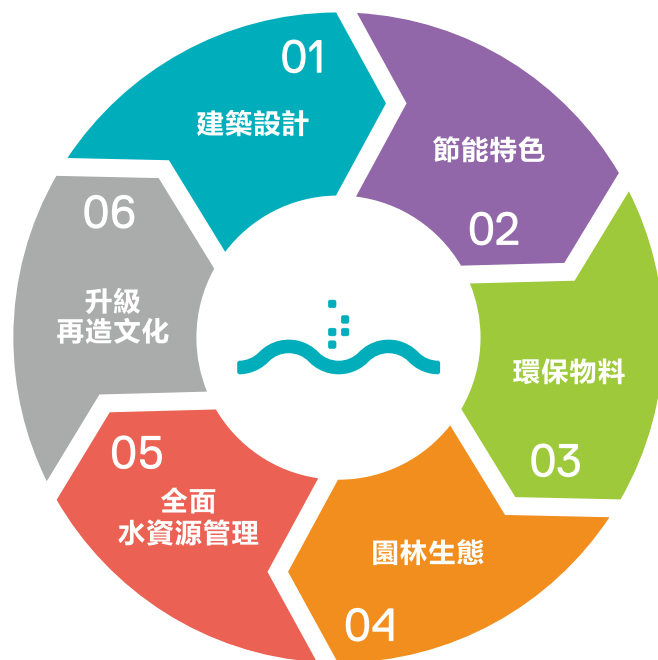 01
建築設計
節能特色
02
環保物料
03
園林生態
04
05
全面
水資源管理
06
升級
再造文化